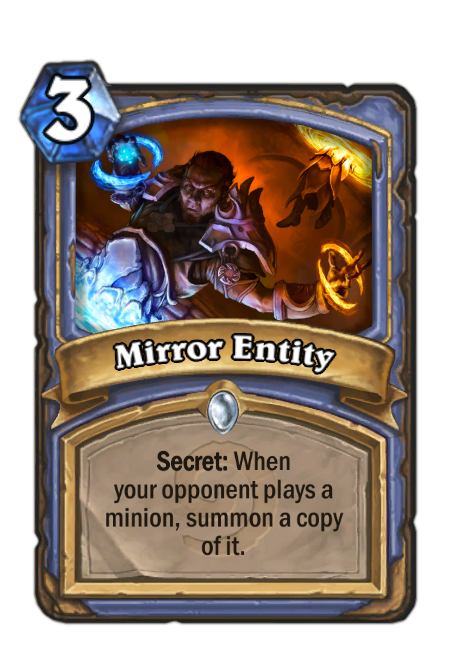 3
Mirror Entity
Secret: When
your opponent plays a
minion, summon a copy
of it.